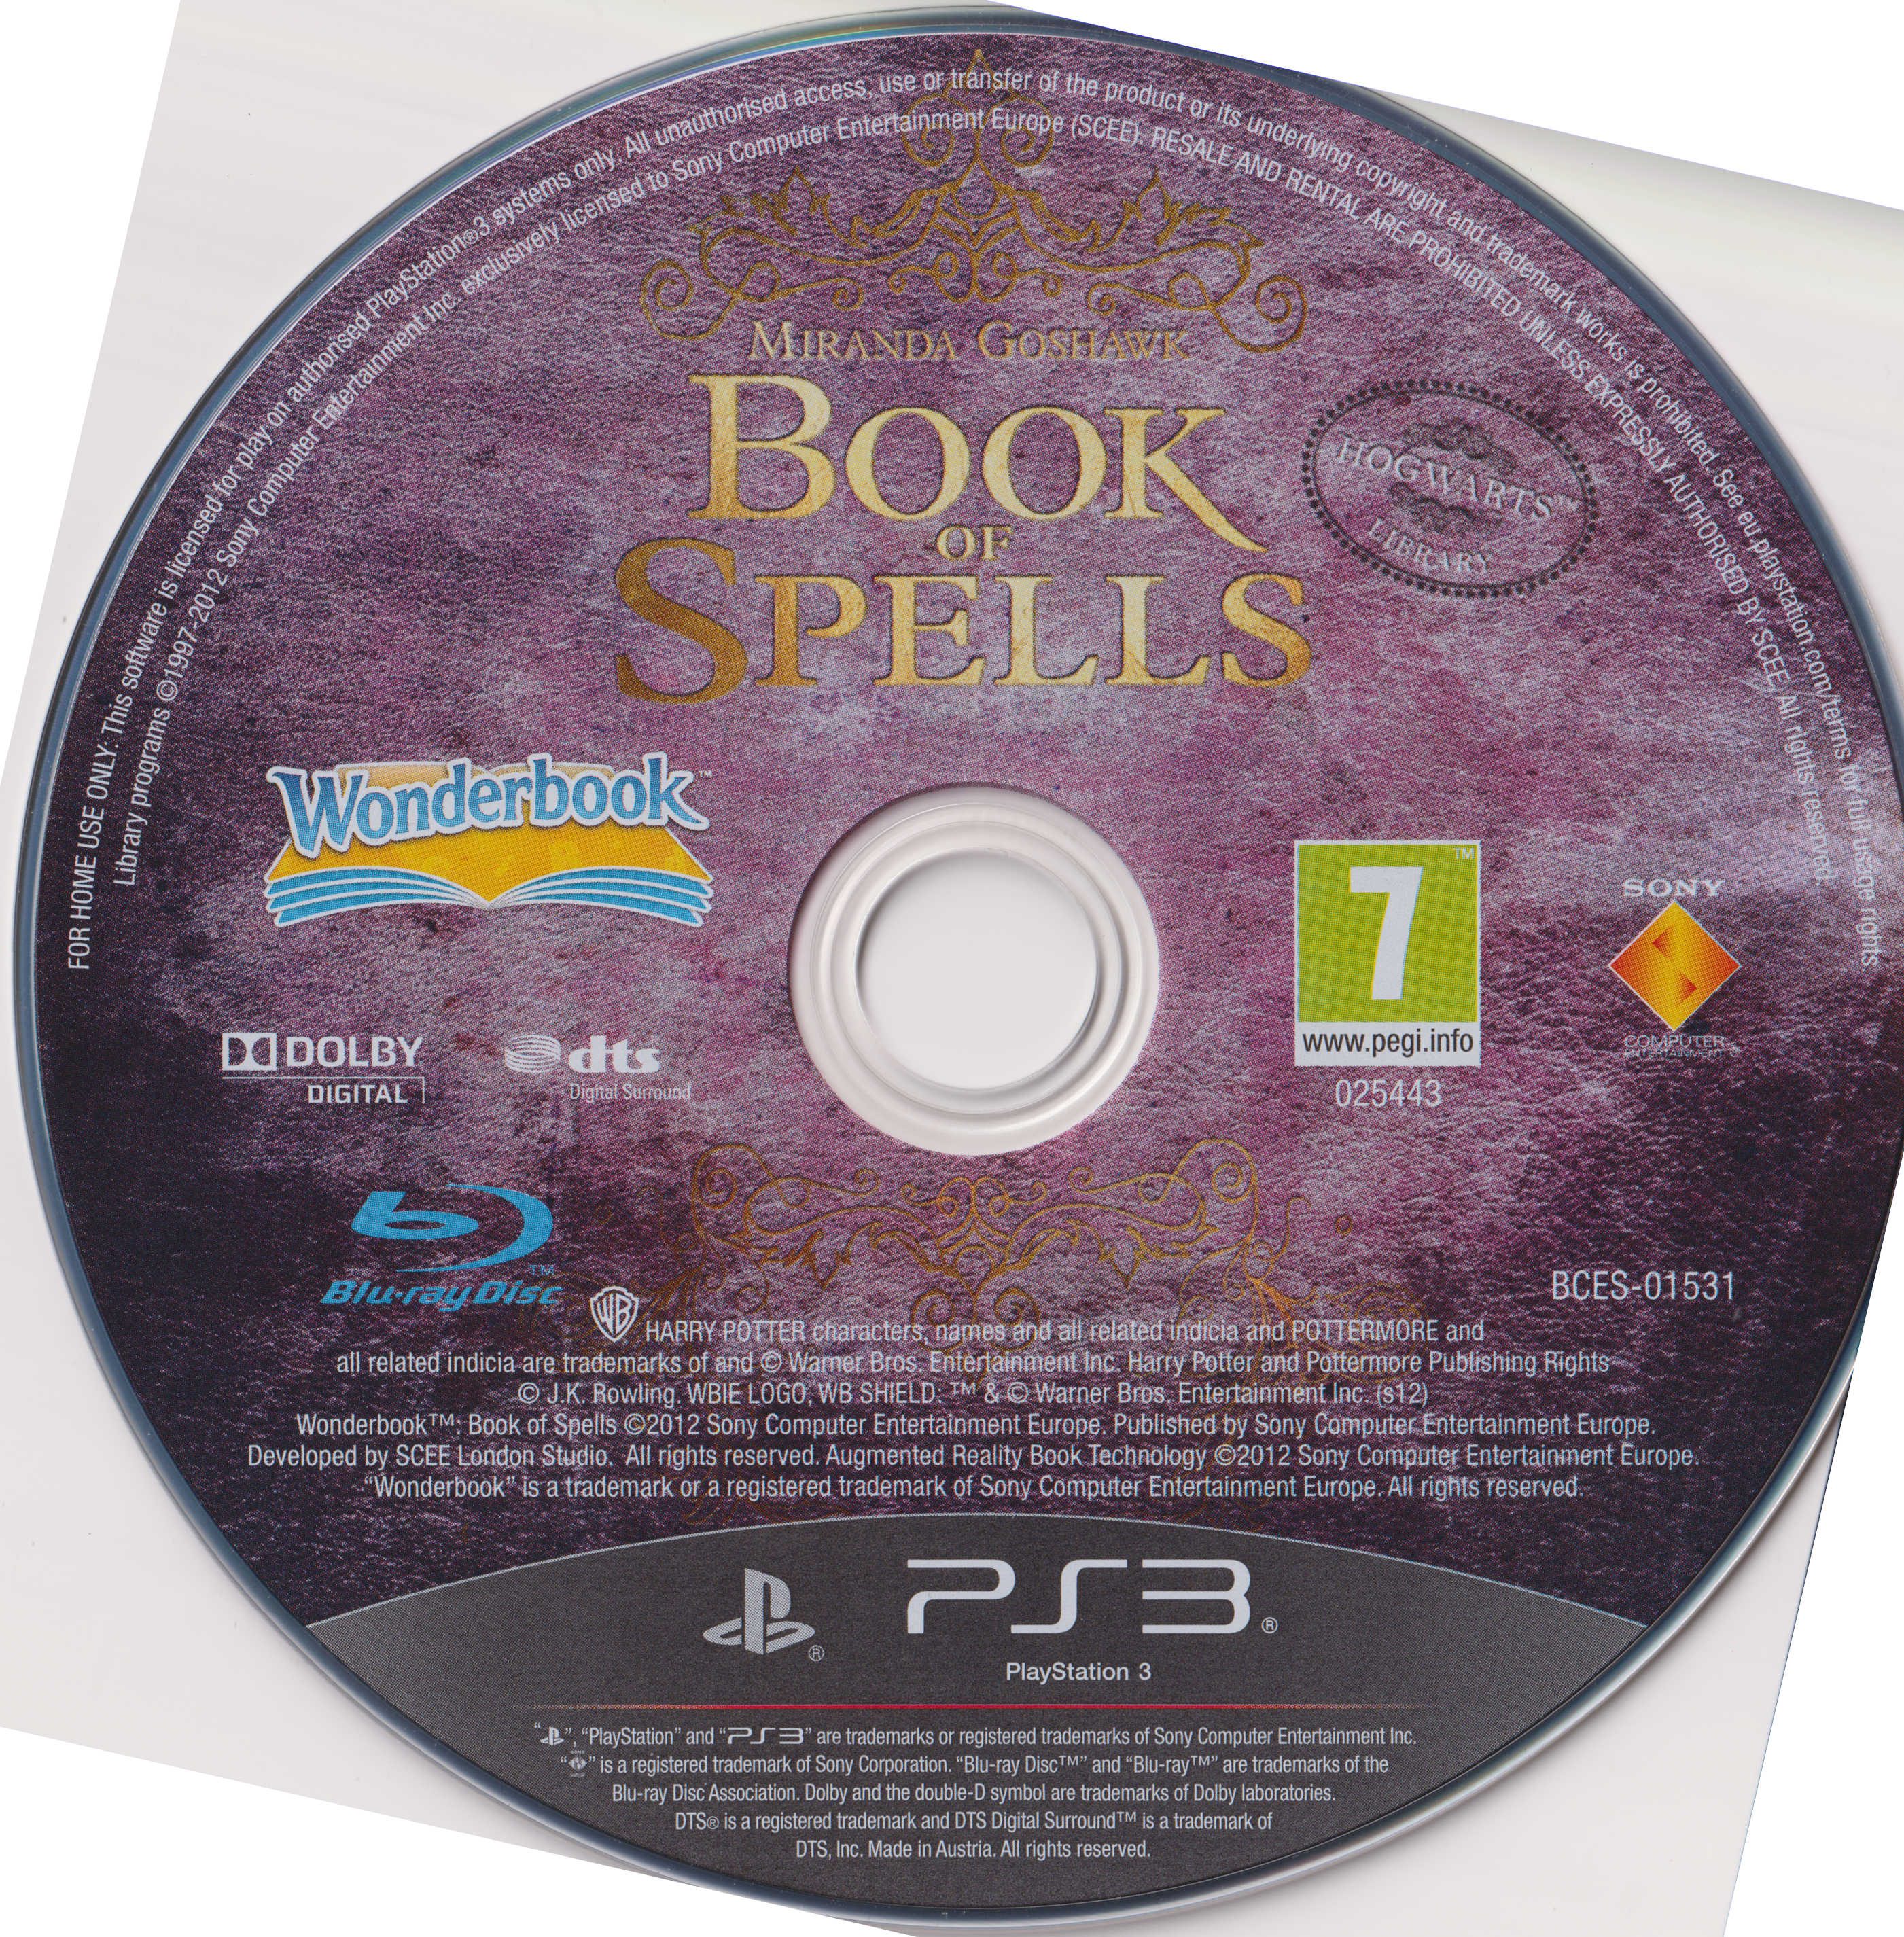 FOR HOME USE ONLY. This software is licensed for play on authorised PlayStation®3 systems only. All unauthorised access, use or transfer of the product or its underlying copyright and trademark works is prohibited. See eu.playstation.com/terms for full usage rights
Library programs ©1997-2012 Sony Computer Entertainment Inc. exclusively licensed to Sony Computer Entertainment Europe (SCEE). RESALE AND RENTAL ARE PROHIBITED UNLESS EXPRESSLY AUTHORISED BY SCEE. All rights reserved.
MIRANDA GOSHAWK
BOOK
OF
SPELLS
HOGWARTS™
LIBRARY
Wonderbook™
7™
www.pegi.info
025443
SONY
COMPUTER
ENTERTAINMENT
DOLBY
DIGITAL
dts
Digital Surround
Blu-ray Disc™
BCES-01531
WB HARRY POTTER characters, names and all related indicia and POTTERMORE and
all related indicia are trademarks of and © Warner Bros. Entertainment Inc. Harry Potter and Pottermore Publishing Rights
© J.K. Rowling. WBIE LOGO, WB SHIELD: ™ & © Warner Bros. Entertainment Inc. (s12)
Wonderbook™: Book of Spells ©2012 Sony Computer Entertainment Europe. Published by Sony Computer Entertainment Europe.
Developed by SCEE London Studio. All rights reserved. Augmented Reality Book Technology ©2012 Sony Computer Entertainment Europe.
“Wonderbook” is a trademark or a registered trademark of Sony Computer Entertainment Europe. All rights reserved.
® PS3®
PlayStation 3
“ ”, “PlayStation” and “PS3” are trademarks or registered trademarks of Sony Computer Entertainment Inc.
“ ” is a registered trademark of Sony Corporation. “Blu-ray Disc™” and “Blu-ray™” are trademarks of the
Blu-ray Disc Association. Dolby and the double-D symbol are trademarks of Dolby laboratories.
DTS® is a registered trademark and DTS Digital Surround™ is a trademark of
DTS, Inc. Made in Austria. All rights reserved.